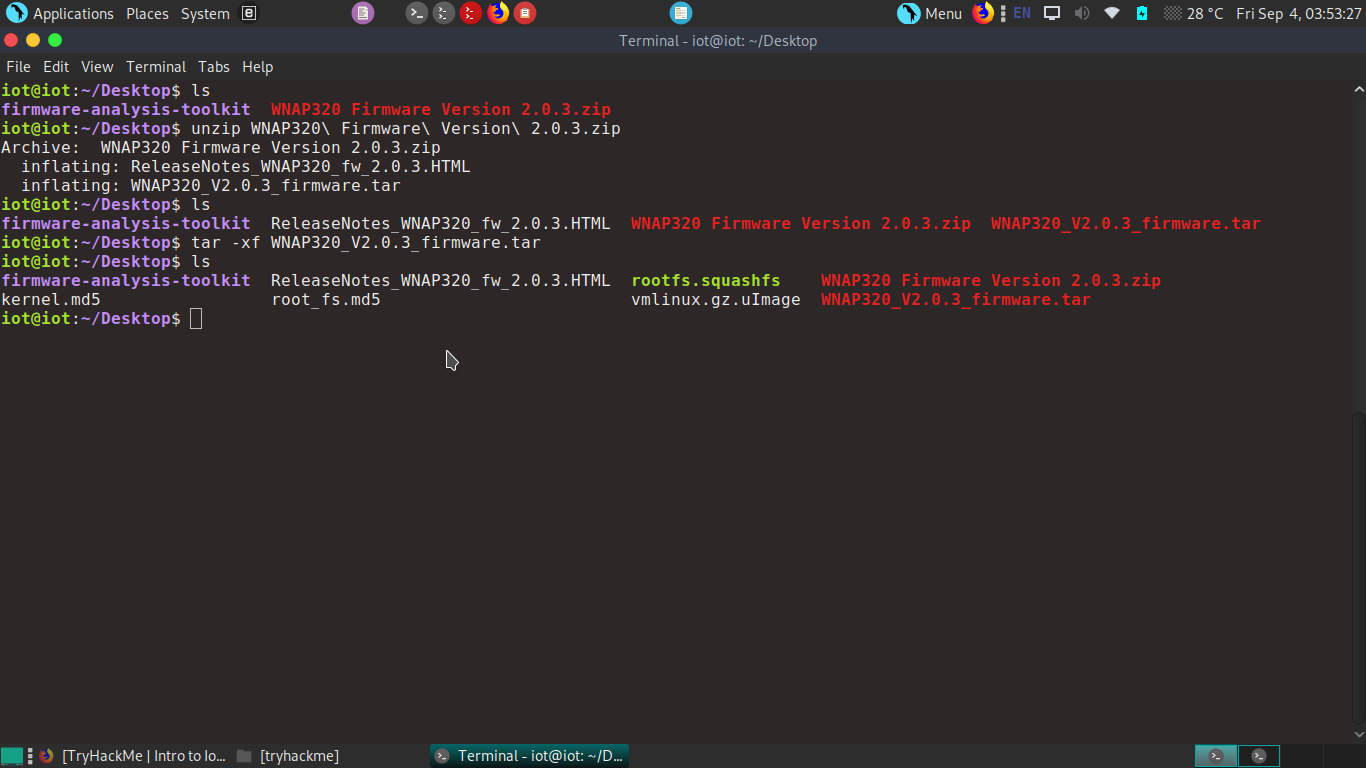 Applications Places System Menu EN 28 °C Fri Sep 4, 03:53:27
Terminal - iot@iot: ~/Desktop
File Edit View Terminal Tabs Help
iot@iot:~/Desktop$ ls
firmware-analysis-toolkit  WNAP320 Firmware Version 2.0.3.zip
iot@iot:~/Desktop$ unzip WNAP320\ Firmware\ Version\ 2.0.3.zip
Archive:  WNAP320 Firmware Version 2.0.3.zip
  inflating: ReleaseNotes_WNAP320_fw_2.0.3.HTML
  inflating: WNAP320_V2.0.3_firmware.tar
iot@iot:~/Desktop$ ls
firmware-analysis-toolkit  ReleaseNotes_WNAP320_fw_2.0.3.HTML  WNAP320 Firmware Version 2.0.3.zip  WNAP320_V2.0.3_firmware.tar
iot@iot:~/Desktop$ tar -xf WNAP320_V2.0.3_firmware.tar
iot@iot:~/Desktop$ ls
firmware-analysis-toolkit  ReleaseNotes_WNAP320_fw_2.0.3.HTML  rootfs.squashfs    WNAP320 Firmware Version 2.0.3.zip
kernel.md5                 root_fs.md5                         vmlinux.gz.uImage  WNAP320_V2.0.3_firmware.tar
iot@iot:~/Desktop$
[TryHackMe | Intro to Io... [tryhackme] Terminal - iot@iot: ~/D...